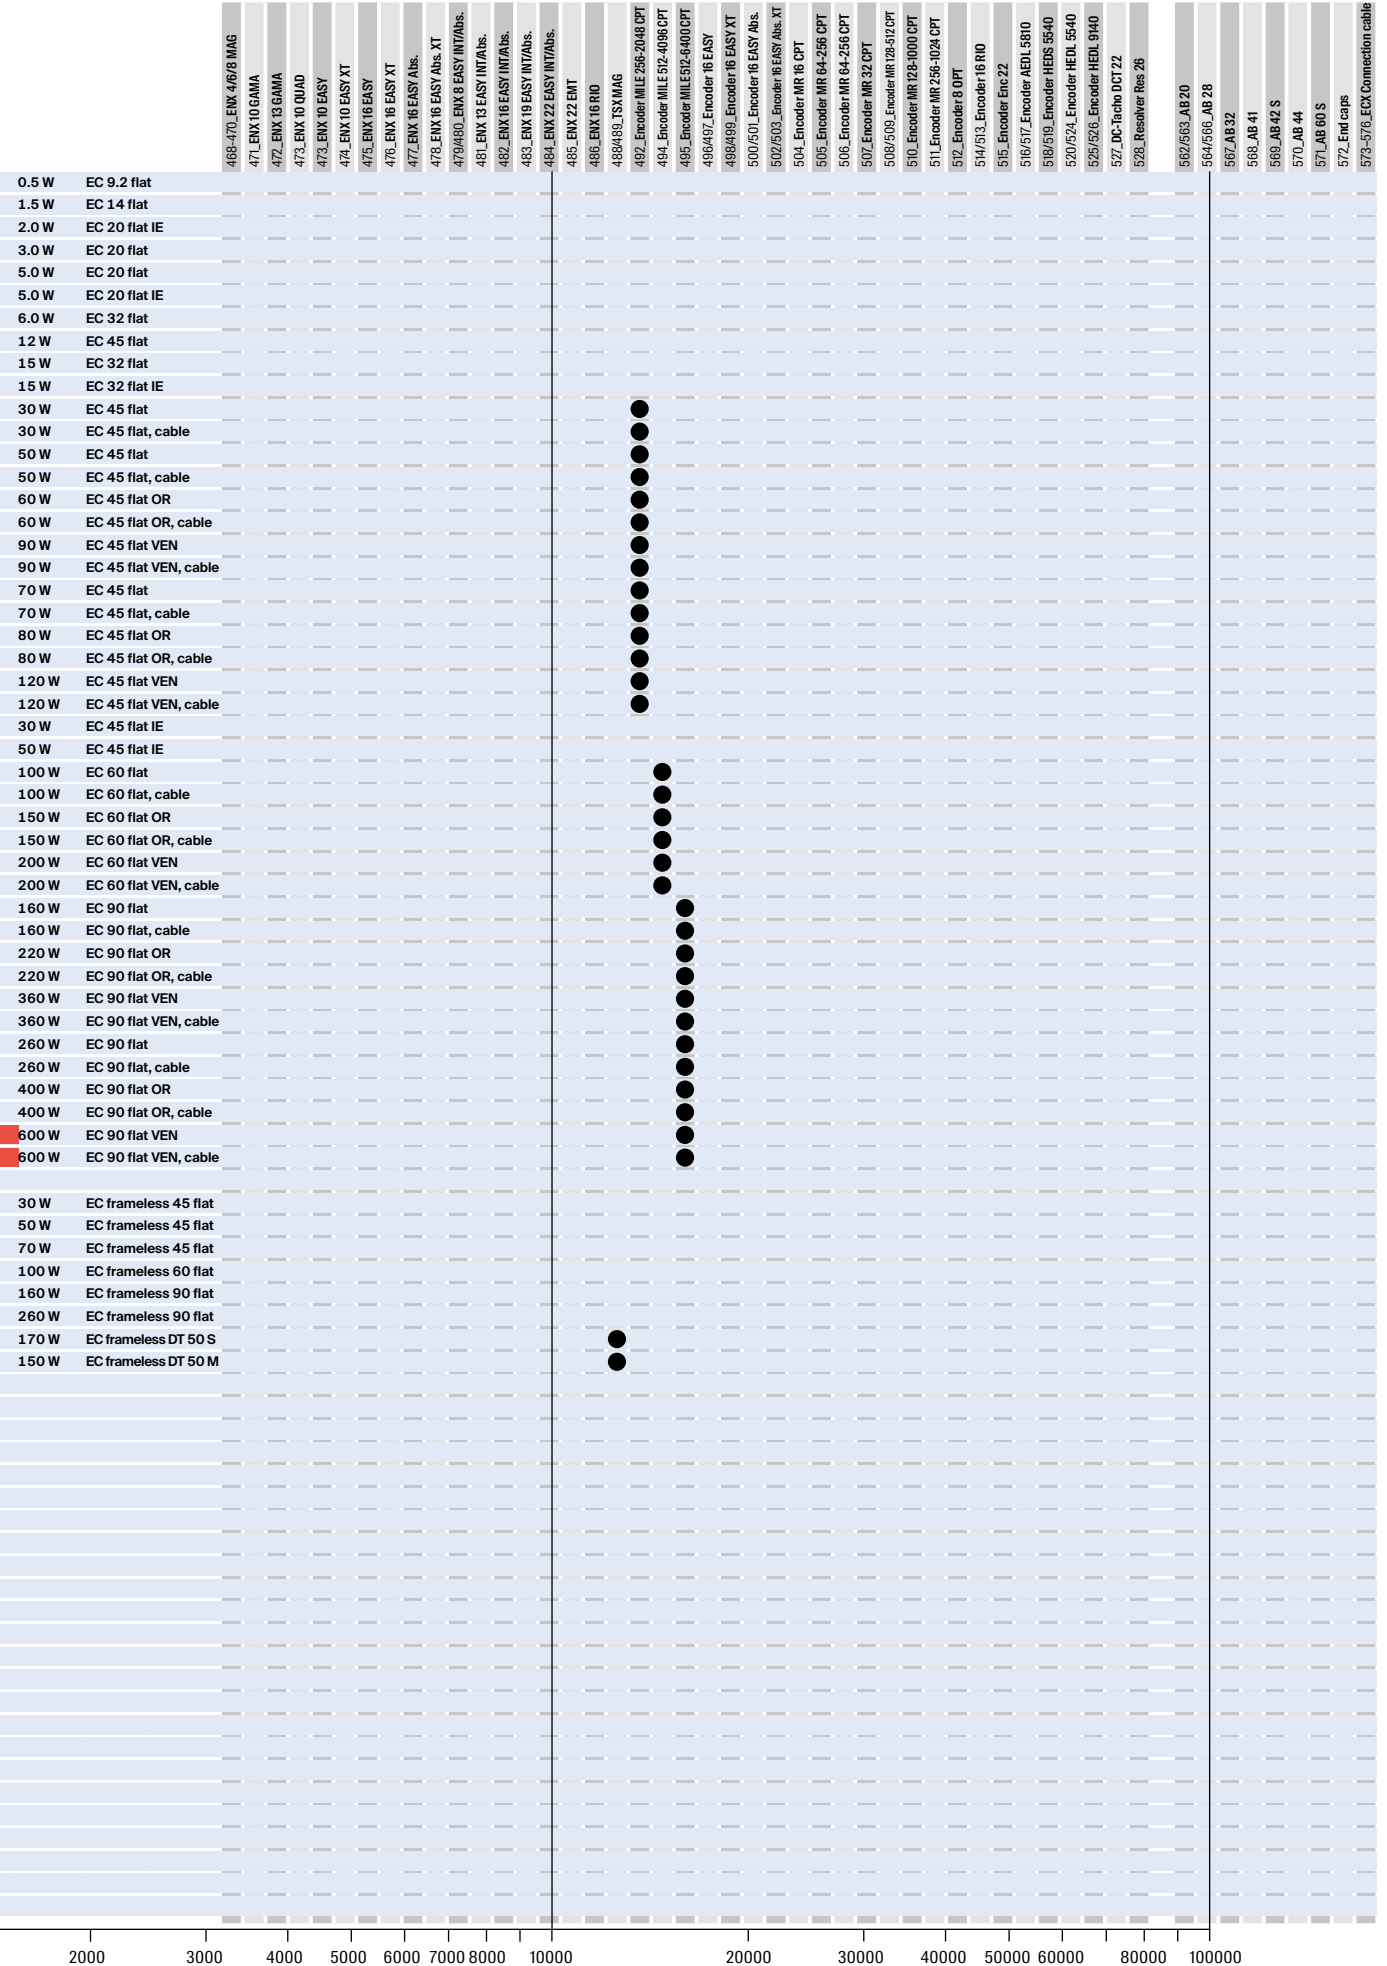 468-470_ENX 4/6/8 MAG
471_ENX 10 GAMA
472_ENX 13 GAMA
473_ENX 10 QUAD
473_ENX 10 EASY
474_ENX 10 EASY XT
475_ENX 16 EASY
476_ENX 16 EASY XT
477_ENX 16 EASY Abs.
478_ENX 16 EASY Abs. XT
479/480_ENX 8 EASY INT/Abs.
481_ENX 13 EASY INT/Abs.
482_ENX 16 EASY INT/Abs.
483_ENX 19 EASY INT/Abs.
484_ENX 22 EASY INT/Abs.
485_ENX 22 EMT
486_ENX 16 RIO
488/489_TSX MAG
492_Encoder MILE 256-2048 CPT
494_Encoder MILE 512-4096 CPT
495_Encoder MILE 512-6400 CPT
496/497_Encoder 16 EASY
498/499_Encoder 16 EASY XT
500/501_Encoder 16 EASY Abs.
502/503_Encoder 16 EASY Abs. XT
504_Encoder MR 16 CPT
505_Encoder MR 64-256 CPT
506_Encoder MR 64-256 CPT
507_Encoder MR 32 CPT
508/509_Encoder MR 128-512 CPT
510_Encoder MR 128-1000 CPT
511_Encoder MR 256-1024 CPT
512_Encoder 8 OPT
514/513_Encoder 16 RIO
515_Encoder Enc 22
516/517_Encoder AEDL 5810
518/519_Encoder HEDS 5540
520/524_Encoder HEDL 5540
525/526_Encoder HEDL 9140
527_DC-Tacho DCT 22
528_Resolver Res 26
562/563_AB 20
564/566_AB 28
567_AB 32
568_AB 41
569_AB 42 S
570_AB 44
571_AB 60 S
572_End caps
573-576_ECX Connection cable
0.5 W EC 9.2 flat
1.5 W EC 14 flat
2.0 W EC 20 flat IE
3.0 W EC 20 flat
5.0 W EC 20 flat
5.0 W EC 20 flat IE
6.0 W EC 32 flat
12 W EC 45 flat
15 W EC 32 flat
15 W EC 32 flat IE
30 W EC 45 flat
30 W EC 45 flat, cable
50 W EC 45 flat
50 W EC 45 flat, cable
60 W EC 45 flat OR
60 W EC 45 flat OR, cable
90 W EC 45 flat VEN
90 W EC 45 flat VEN, cable
70 W EC 45 flat
70 W EC 45 flat, cable
80 W EC 45 flat OR
80 W EC 45 flat OR, cable
120 W EC 45 flat VEN
120 W EC 45 flat VEN, cable
30 W EC 45 flat IE
50 W EC 45 flat IE
100 W EC 60 flat
100 W EC 60 flat, cable
150 W EC 60 flat OR
150 W EC 60 flat OR, cable
200 W EC 60 flat VEN
200 W EC 60 flat VEN, cable
160 W EC 90 flat
160 W EC 90 flat, cable
220 W EC 90 flat OR
220 W EC 90 flat OR, cable
360 W EC 90 flat VEN
360 W EC 90 flat VEN, cable
260 W EC 90 flat
260 W EC 90 flat, cable
400 W EC 90 flat OR
400 W EC 90 flat OR, cable
600 W EC 90 flat VEN
600 W EC 90 flat VEN, cable
30 W EC frameless 45 flat
50 W EC frameless 45 flat
70 W EC frameless 45 flat
100 W EC frameless 60 flat
160 W EC frameless 90 flat
260 W EC frameless 90 flat
170 W EC frameless DT 50 S
150 W EC frameless DT 50 M
2000 3000 4000 5000 6000 7000 8000 10000 20000 30000 40000 50000 60000 80000 100000